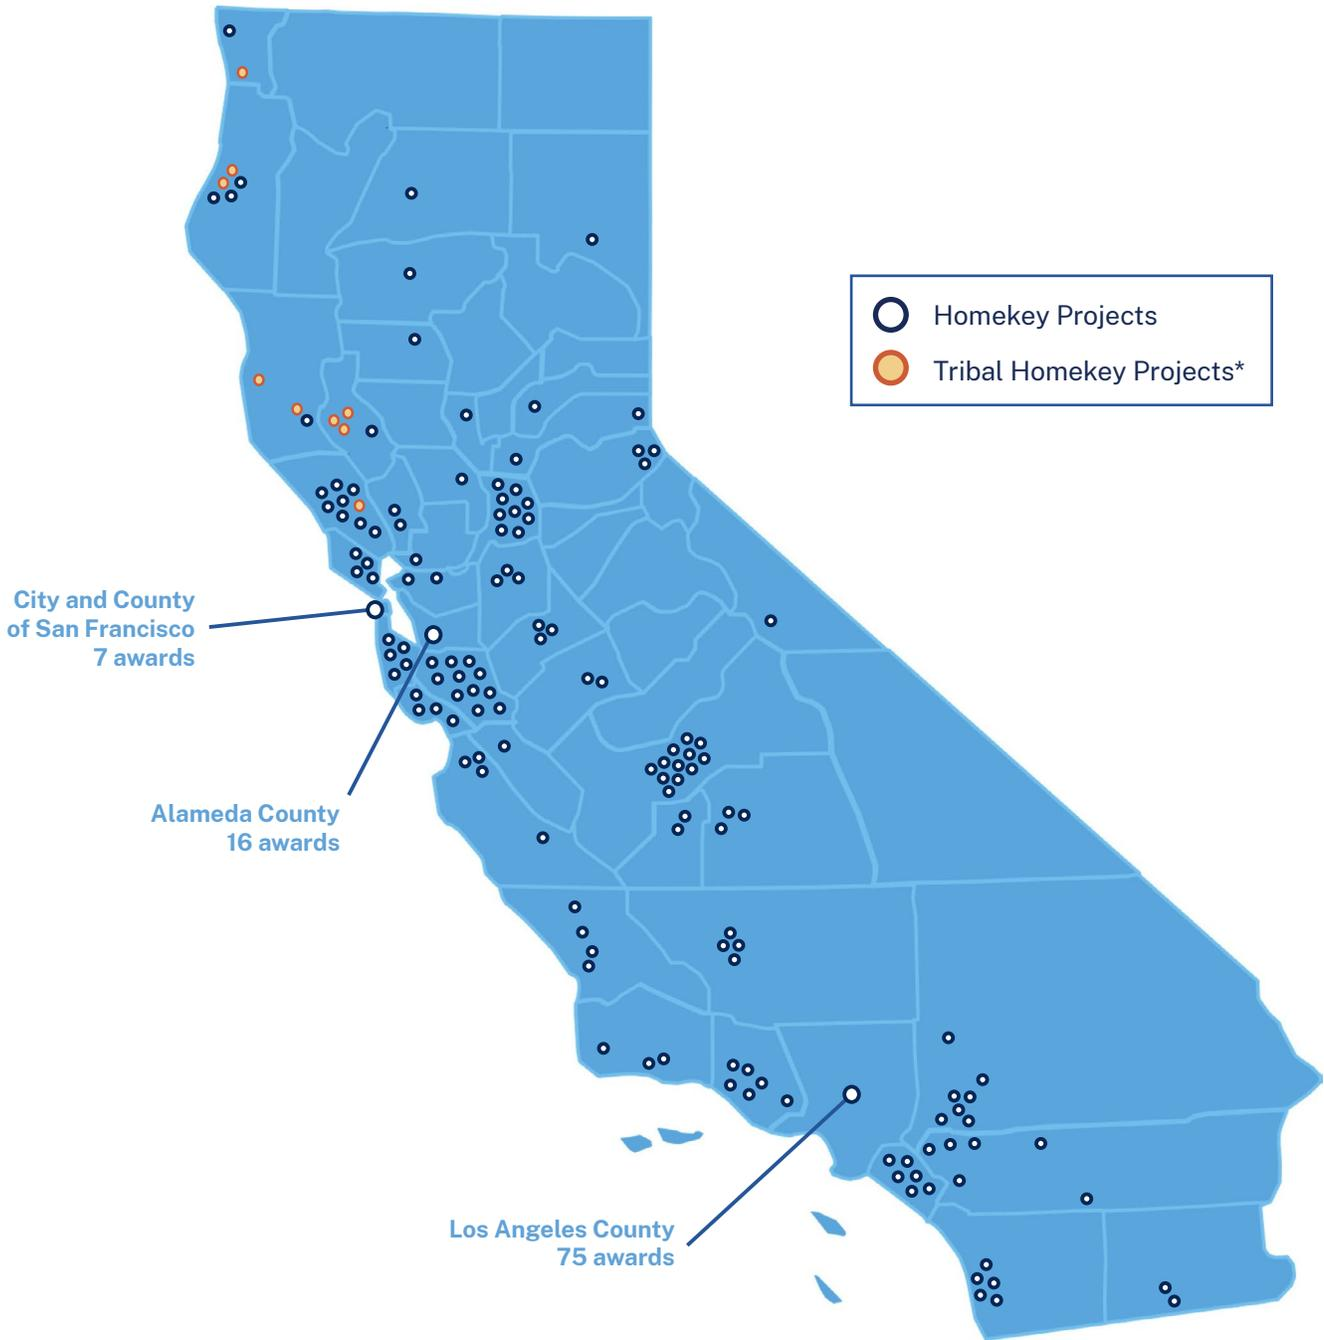 Homekey Projects
Tribal Homekey Projects*
City and County
of San Francisco
7 awards
Alameda County
16 awards
Los Angeles County
75 awards